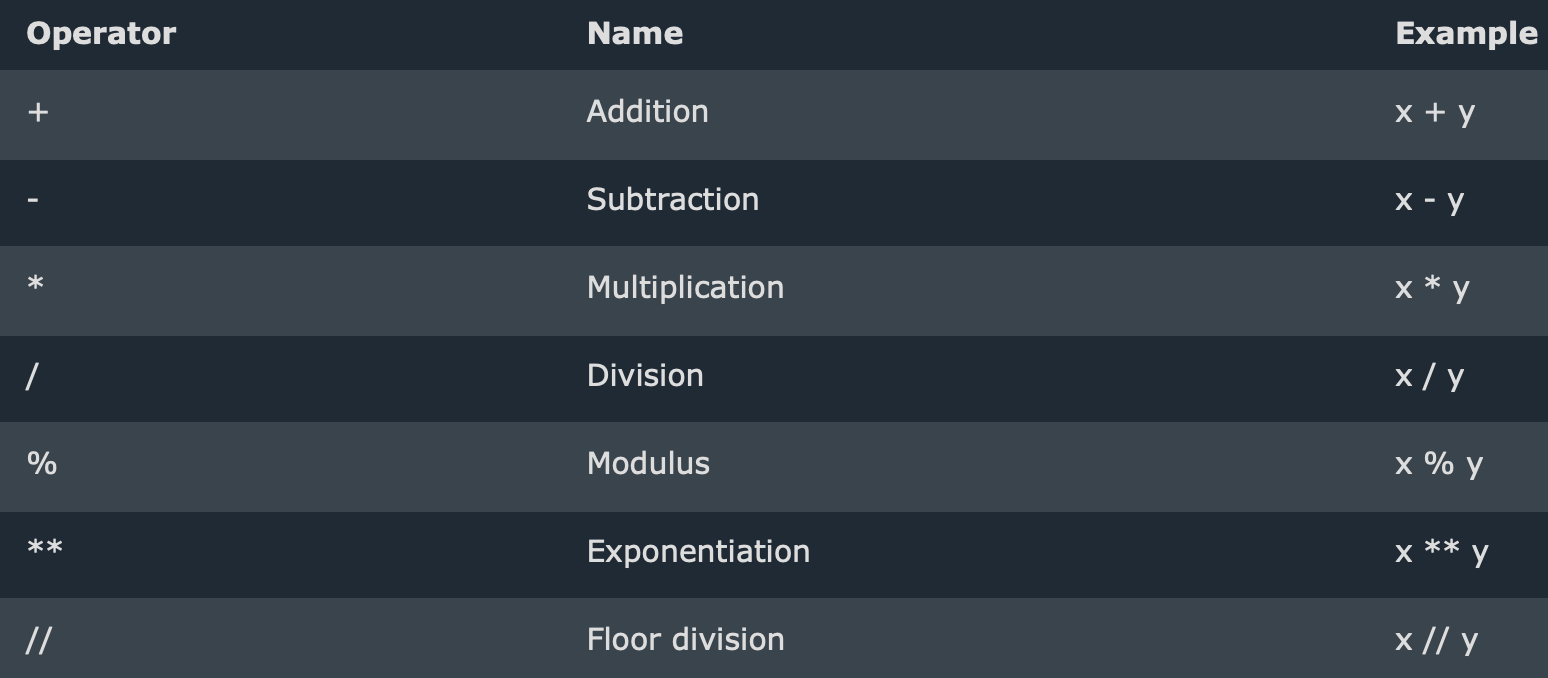 Operator Name Example
+ Addition x + y
- Subtraction x - y
* Multiplication x * y
/ Division x / y
% Modulus x % y
** Exponentiation x ** y
// Floor division x // y